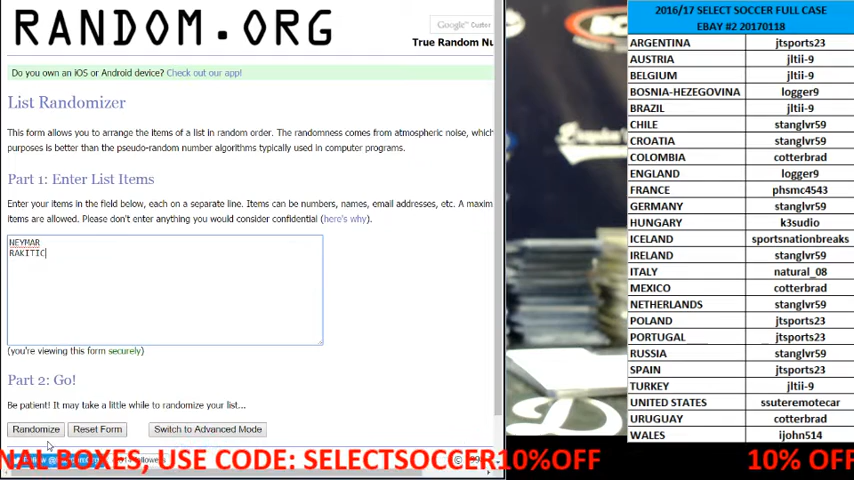 RANDOM.ORG
Google™ Custor
True Random Nu
Do you own an iOS or Android device? Check out our app!
List Randomizer
This form allows you to arrange the items of a list in random order. The randomness comes from atmospheric noise, which
purposes is better than the pseudo-random number algorithms typically used in computer programs.
Part 1: Enter List Items
Enter your items in the field below, each on a separate line. Items can be numbers, names, email addresses, etc. A maxim
items are allowed. Please don't enter anything you would consider confidential (here's why).
NEYMAR
RAKITIC
(you're viewing this form securely)
Part 2: Go!
Be patient! It may take a little while to randomize your list...
Randomize Reset Form Switch to Advanced Mode
NAL BOXES, USE CODE: SELECTSOCCER10%OFF 10% OFF
2016/17 SELECT SOCCER FULL CASE
EBAY #2 20170118
ARGENTINA jtsports23
AUSTRIA jltii-9
BELGIUM jltii-9
BOSNIA-HEZEGOVINA logger9
BRAZIL jltii-9
CHILE stanglvr59
CROATIA stanglvr59
COLOMBIA cotterbrad
ENGLAND logger9
FRANCE phsmc4543
GERMANY stanglvr59
HUNGARY k3sudio
ICELAND sportsnationbreaks
IRELAND stanglvr59
ITALY natural_08
MEXICO cotterbrad
NETHERLANDS stanglvr59
POLAND jtsports23
PORTUGAL jtsports23
RUSSIA stanglvr59
SPAIN jtsports23
TURKEY jltii-9
UNITED STATES ssuteremotecar
URUGUAY cotterbrad
WALES ijohn514